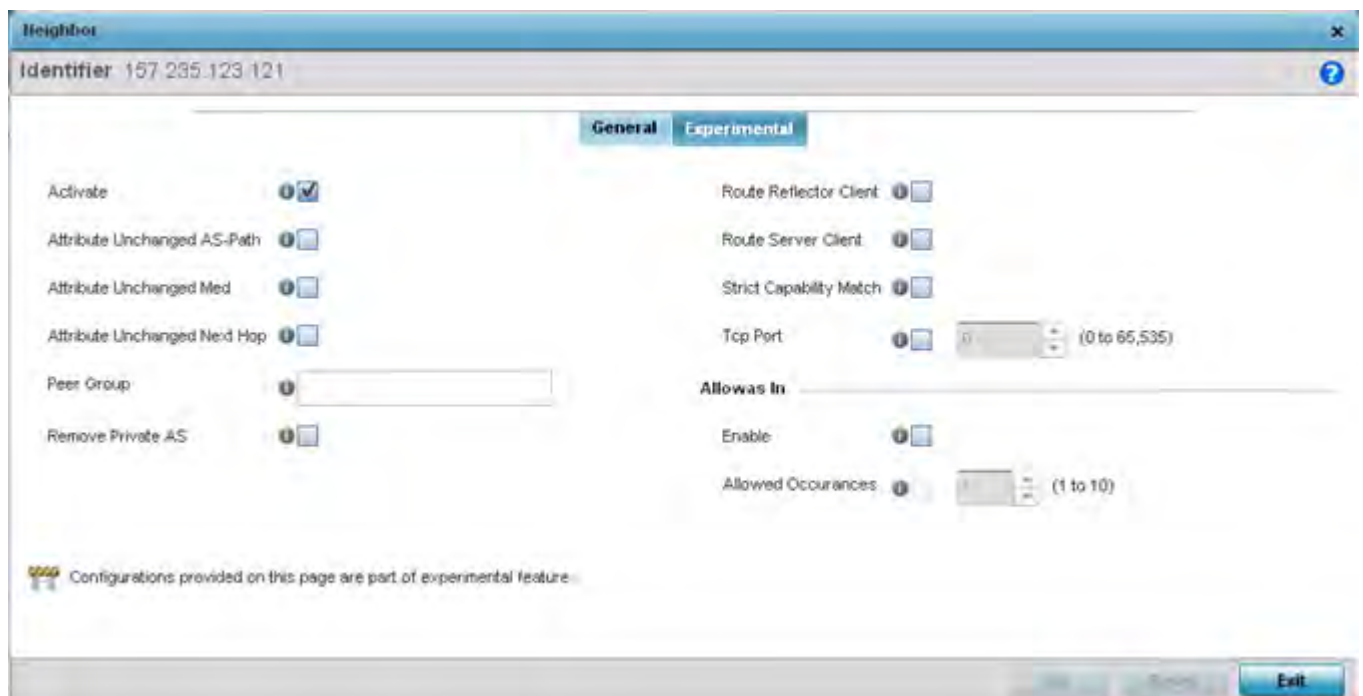 Neighbor
Identifier 157.235.123.121
General Experimental
Activate
Attribute Unchanged AS-Path
Attribute Unchanged Med
Attribute Unchanged Next Hop
Peer Group
Remove Private AS
Route Reflector Client
Route Server Client
Strict Capability Match
Tcp Port 0 (0 to 65,535)
Allowas In
Enable
Allowed Occurances (1 to 10)
Configurations provided on this page are part of experimental feature
Exit